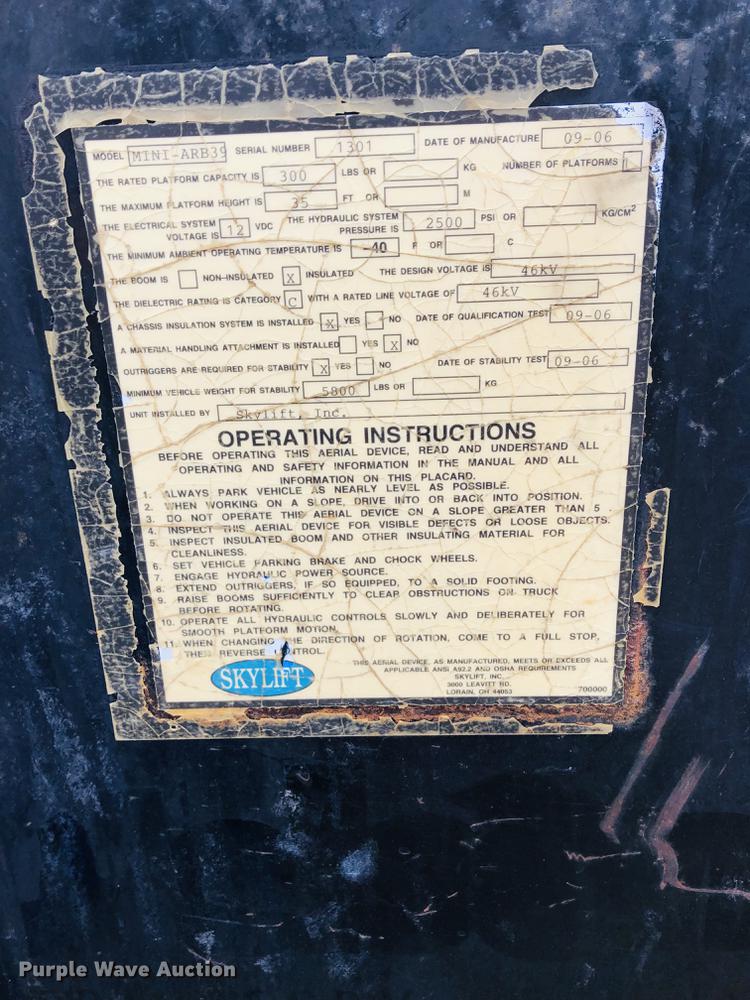 MODEL MINI-ARB39 SERIAL NUMBER 1301 DATE OF MANUFACTURE 09-06
THE RATED PLATFORM CAPACITY IS 300 LBS OR KG NUMBER OF PLATFORMS
THE MAXIMUM PLATFORM HEIGHT IS 35 FT OR M
THE ELECTRICAL SYSTEM VOLTAGE IS 12 VDC THE HYDRAULIC SYSTEM PRESSURE IS 2500 PSI OR KG/CM²
THE MINIMUM AMBIENT OPERATING TEMPERATURE IS -40 F OR C
THE BOOM IS NON-INSULATED X INSULATED THE DESIGN VOLTAGE IS 46kV
THE DIELECTRIC RATING IS CATEGORY C WITH A RATED LINE VOLTAGE OF 46kV
A CHASSIS INSULATION SYSTEM IS INSTALLED X YES NO DATE OF QUALIFICATION TEST 09-06
A MATERIAL HANDLING ATTACHMENT IS INSTALLED YES X NO
OUTRIGGERS ARE REQUIRED FOR STABILITY X YES NO DATE OF STABILITY TEST 09-06
MINIMUM VEHICLE WEIGHT FOR STABILITY 5800 LBS OR KG
UNIT INSTALLED BY Skylift, Inc.
OPERATING INSTRUCTIONS
BEFORE OPERATING THIS AERIAL DEVICE, READ AND UNDERSTAND ALL
OPERATING AND SAFETY INFORMATION IN THE MANUAL AND ALL
INFORMATION ON THIS PLACARD.
1. ALWAYS PARK VEHICLE AS NEARLY LEVEL AS POSSIBLE.
2. WHEN WORKING ON A SLOPE, DRIVE INTO OR BACK INTO POSITION.
3. DO NOT OPERATE THIS AERIAL DEVICE ON A SLOPE GREATER THAN 5
4. INSPECT THIS AERIAL DEVICE FOR VISIBLE DEFECTS OR LOOSE OBJECTS.
5. INSPECT INSULATED BOOM AND OTHER INSULATING MATERIAL FOR
CLEANLINESS.
6. SET VEHICLE PARKING BRAKE AND CHOCK WHEELS.
7. ENGAGE HYDRAULIC POWER SOURCE.
8. EXTEND OUTRIGGERS, IF SO EQUIPPED, TO A SOLID FOOTING.
9. RAISE BOOMS SUFFICIENTLY TO CLEAR OBSTRUCTIONS ON TRUCK
BEFORE ROTATING.
10. OPERATE ALL HYDRAULIC CONTROLS SLOWLY AND DELIBERATELY FOR
SMOOTH PLATFORM MOTION.
11. WHEN CHANGING THE DIRECTION OF ROTATION, COME TO A FULL STOP,
THEN REVERSE CONTROL.
SKYLIFT
THIS AERIAL DEVICE, AS MANUFACTURED, MEETS OR EXCEEDS ALL
APPLICABLE ANSI A92.2 AND OSHA REQUIREMENTS
SKYLIFT, INC.
3000 LEAVITT RD.
LORAIN, OH 44053
700000
Purple Wave Auction